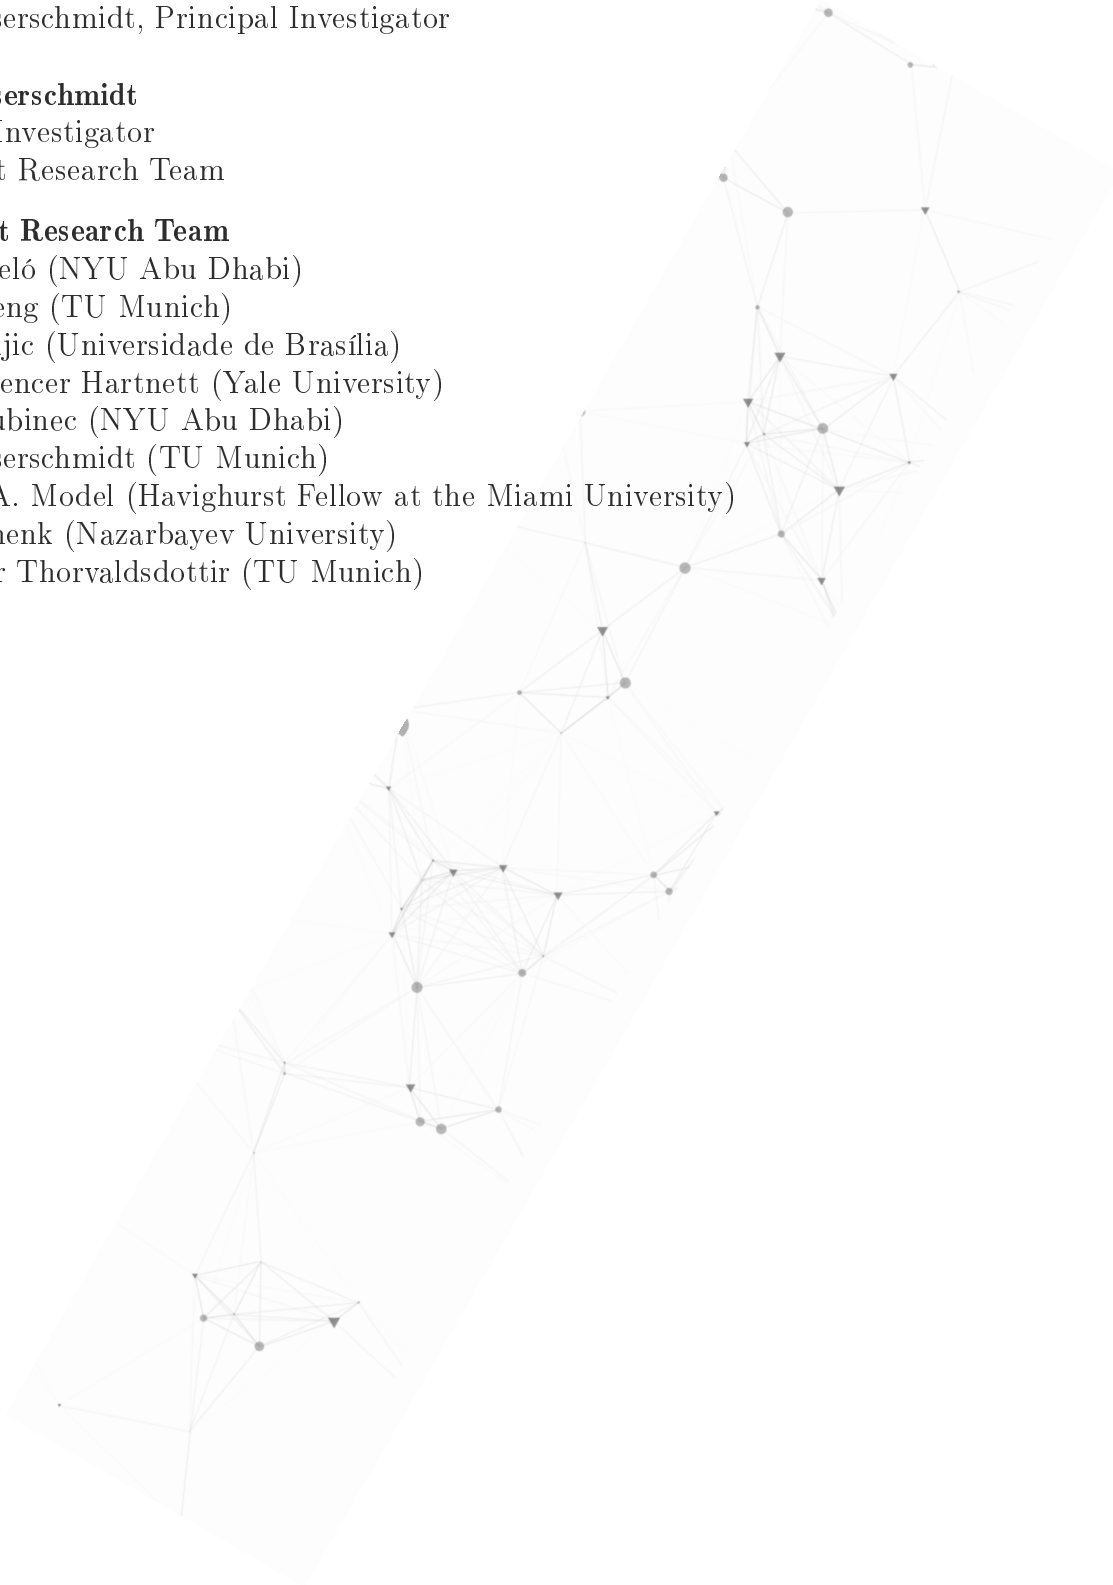 serschmidt, Principal Investigator
serschmidt
Investigator
t Research Team
t Research Team
eló (NYU Abu Dhabi)
eng (TU Munich)
jic (Universidade de Brasília)
encer Hartnett (Yale University)
ubinec (NYU Abu Dhabi)
serschmidt (TU Munich)
A. Model (Havighurst Fellow at the Miami University)
henk (Nazarbayev University)
r Thorvaldsdottir (TU Munich)